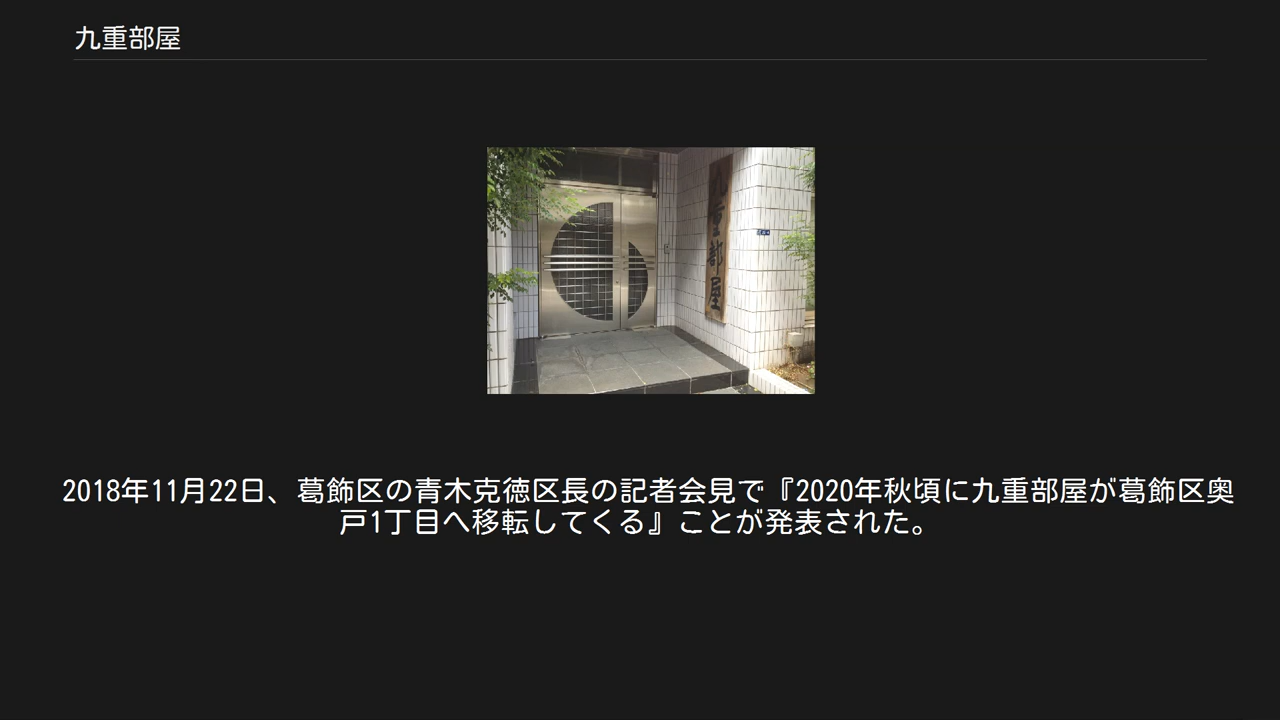 九重部屋
九重部屋
2018年11月22日、葛飾区の青木克徳区長の記者会見で『2020年秋頃に九重部屋が葛飾区奥
戸1丁目へ移転してくる』ことが発表された。